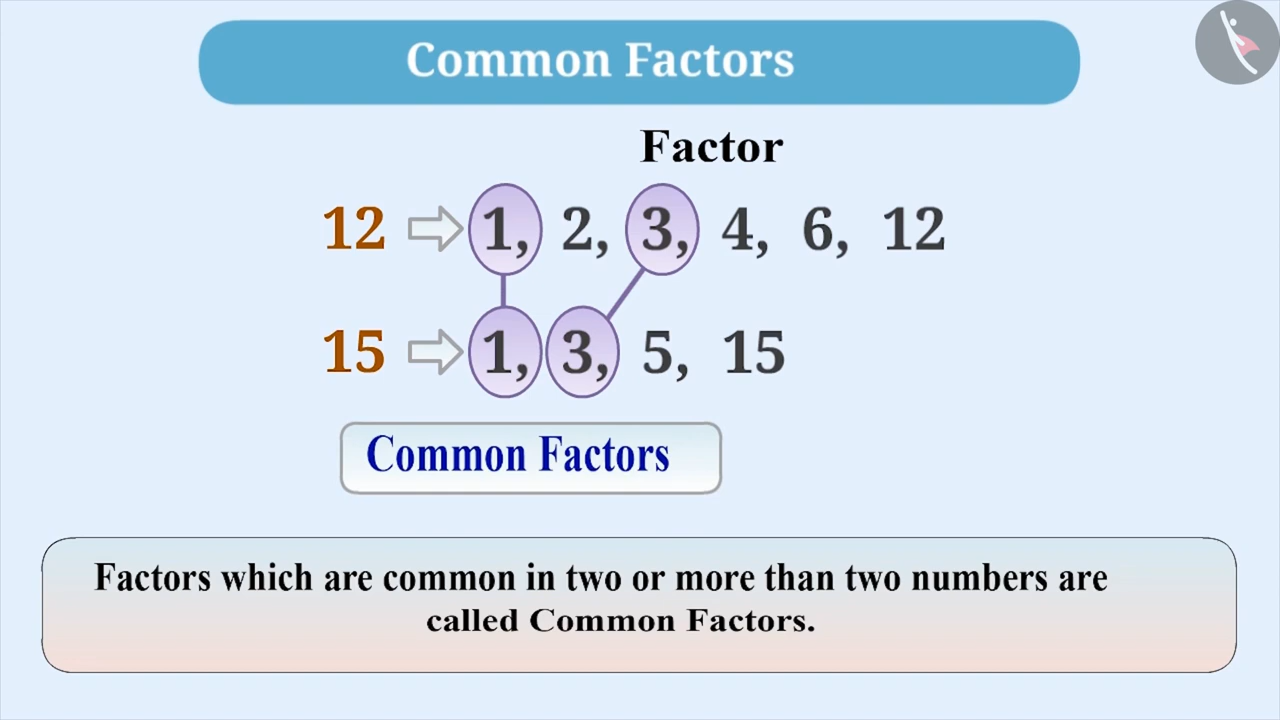 Common Factors
Factor
12 1, 2, 3, 4, 6, 12
15 1, 3, 5, 15
Common Factors
Factors which are common in two or more than two numbers are
called Common Factors.